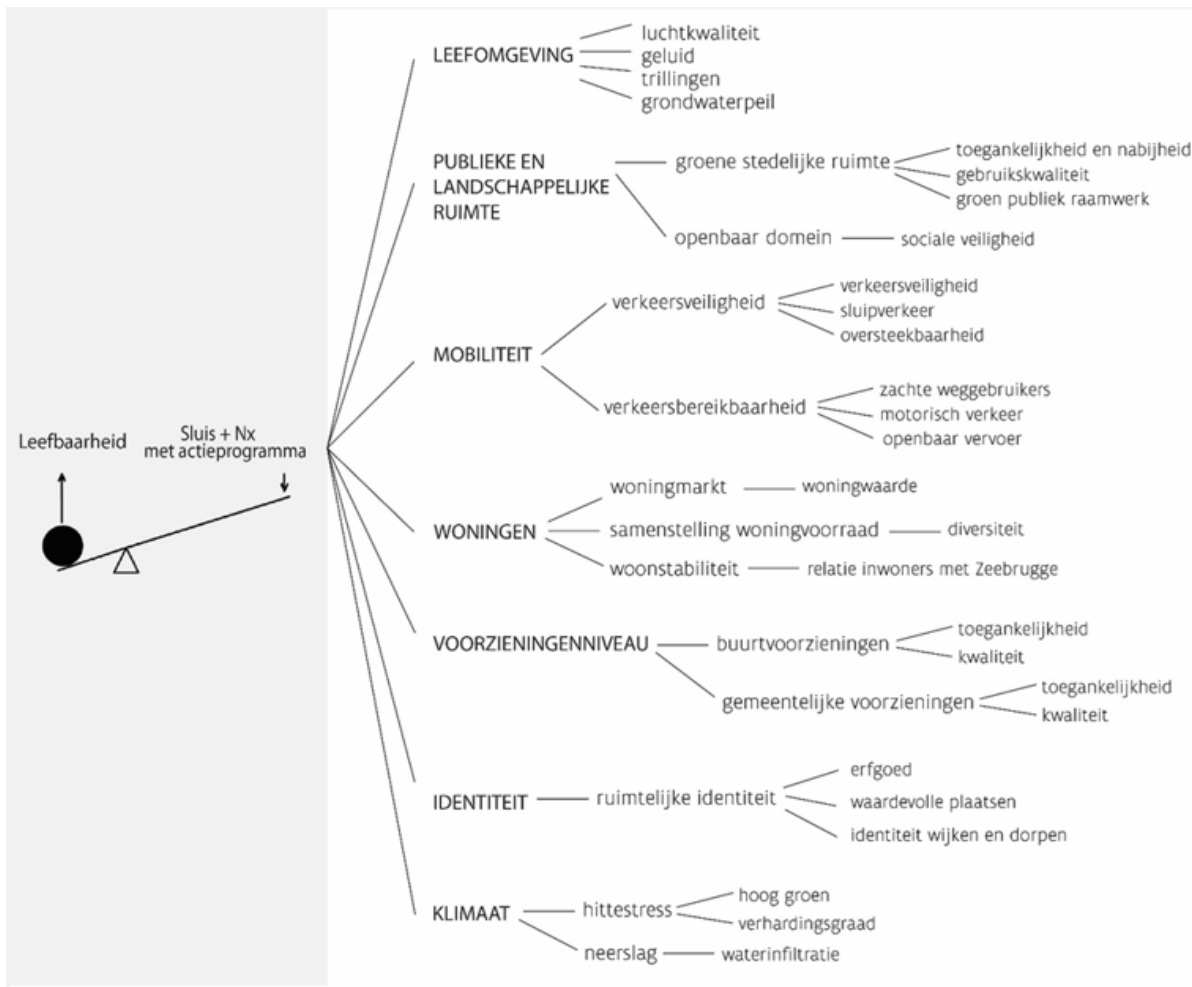 Leefbaarheid
Sluis + Nx
met actieprogramma
LEEFOMGEVING
luchtkwaliteit
geluid
trillingen
grondwaterpeil
PUBLIEKE EN
LANDSCHAPPELIJKE
RUIMTE
groene stedelijke ruimte
toegankelijkheid en nabijheid
gebruikskwaliteit
groen publiek raamwerk
openbaar domein
sociale veiligheid
MOBILITEIT
verkeersveiligheid
verkeersveiligheid
sluipverkeer
oversteekbaarheid
verkeersbereikbaarheid
zachte weggebruikers
motorisch verkeer
openbaar vervoer
WONINGEN
woningmarkt
woningwaarde
samenstelling woningvoorraad
diversiteit
woonstabiliteit
relatie inwoners met Zeebrugge
VOORZIENINGENNIVEAU
buurtvoorzieningen
toegankelijkheid
kwaliteit
gemeentelijke voorzieningen
toegankelijkheid
kwaliteit
IDENTITEIT
ruimtelijke identiteit
erfgoed
waardevolle plaatsen
identiteit wijken en dorpen
KLIMAAT
hittestress
hoog groen
verhardingsgraad
neerslag
waterinfiltratie